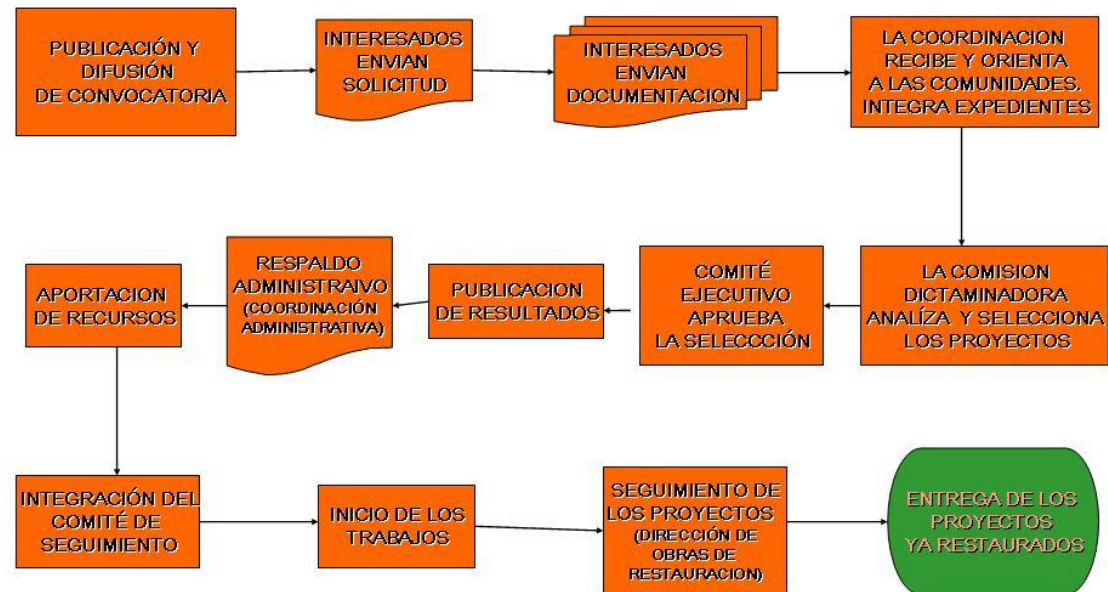 PUBLICACIÓN Y
DIFUSIÓN
DE CONVOCATORIA
INTERESADOS
ENVIAN
SOLICITUD
INTERESADOS
ENVIAN
DOCUMENTACION
LA COORDINACION
RECIBE Y ORIENTA
A LAS COMUNIDADES.
INTEGRA EXPEDIENTES
LA COMISION
DICTAMINADORA
ANALÍZA Y SELECCIONA
LOS PROYECTOS
COMITÉ
EJECUTIVO
APRUEBA
LA SELECCCIÓN
PUBLICACION
DE RESULTADOS
RESPALDO
ADMINISTRAIVO
(COORDINACIÓN
ADMINISTRATIVA)
APORTACION
DE RECURSOS
INTEGRACIÓN DEL
COMITÉ DE
SEGUIMIENTO
INICIO DE LOS
TRABAJOS
SEGUIMIENTO DE
LOS PROYECTOS
(DIRECCIÓN DE
OBRAS DE
RESTAURACION)
ENTREGA DE LOS
PROYECTOS
YA RESTAURADOS